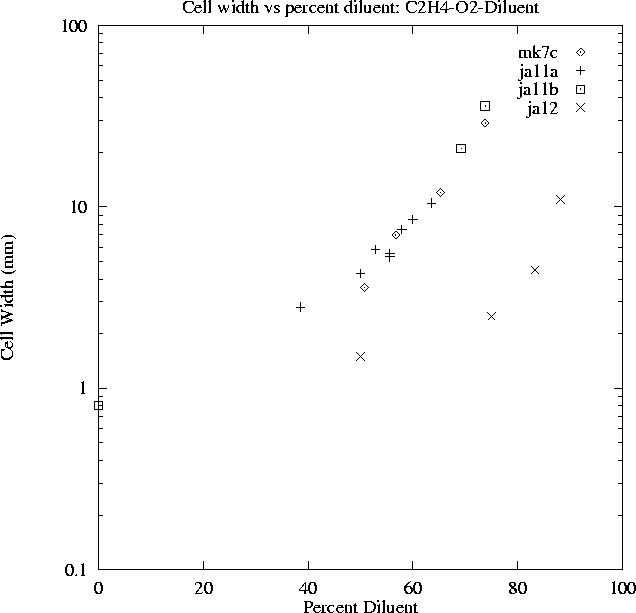 Cell width vs percent diluent: C2H4-O2-Diluent
100
mk7c
ja11a
ja11b
ja12
10
Cell Width (mm)
1
0.1
0 20 40 60 80 100
Percent Diluent